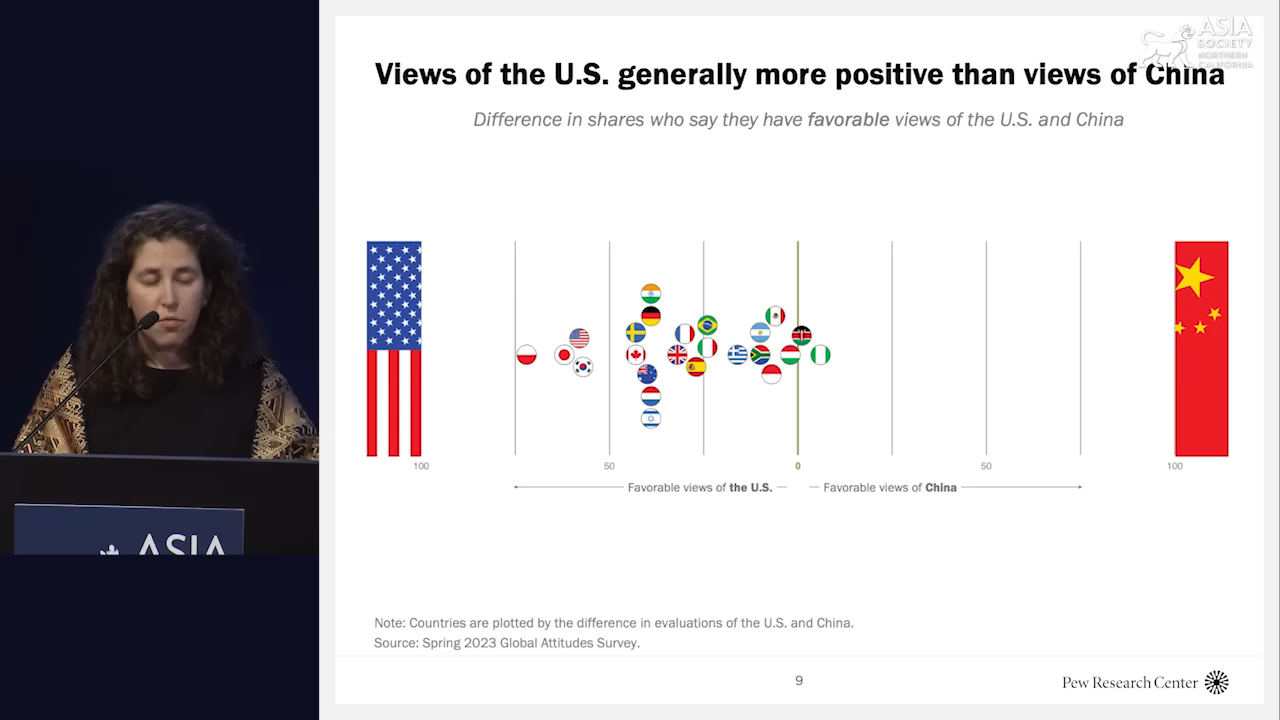 ASIA
SOCIETY
NORTHERN
CALIFORNIA
Views of the U.S. generally more positive than views of China
Difference in shares who say they have favorable views of the U.S. and China
100
50
0
50
100
Favorable views of the U.S.
Favorable views of China
ASIA
Note: Countries are plotted by the difference in evaluations of the U.S. and China.
Source: Spring 2023 Global Attitudes Survey.
9
Pew Research Center